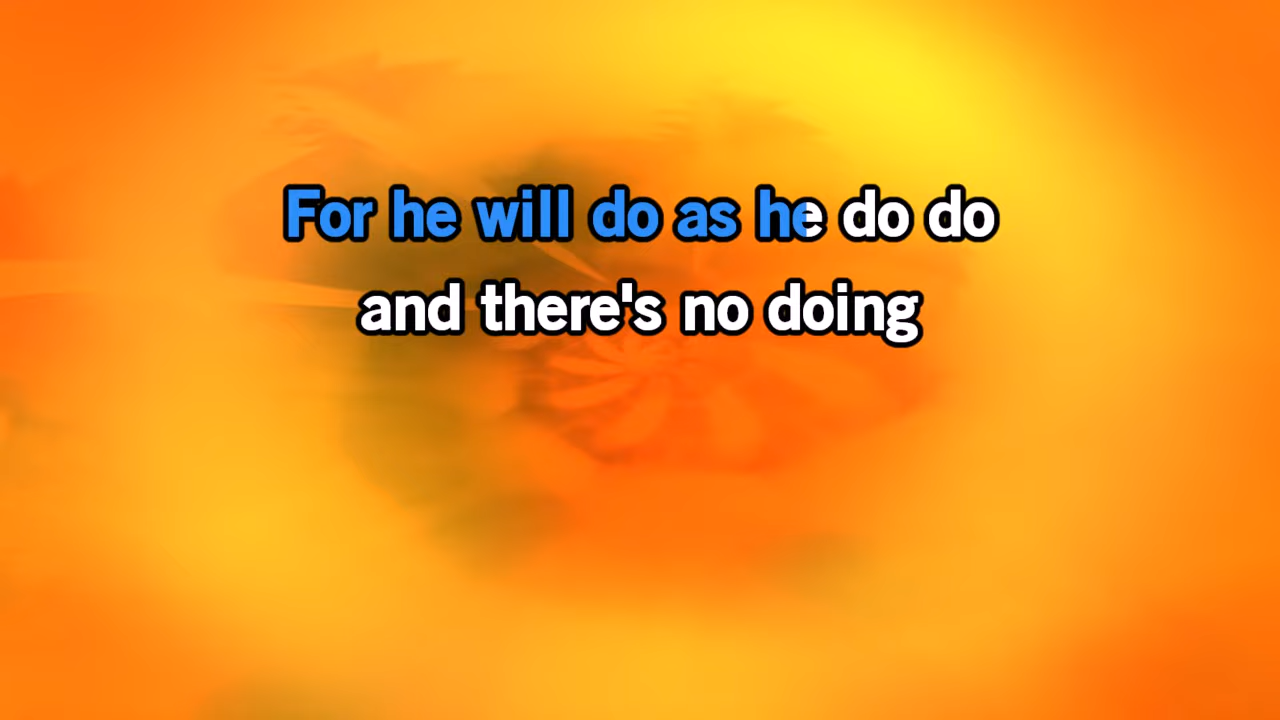 For he will do as he do do
and there's no doing